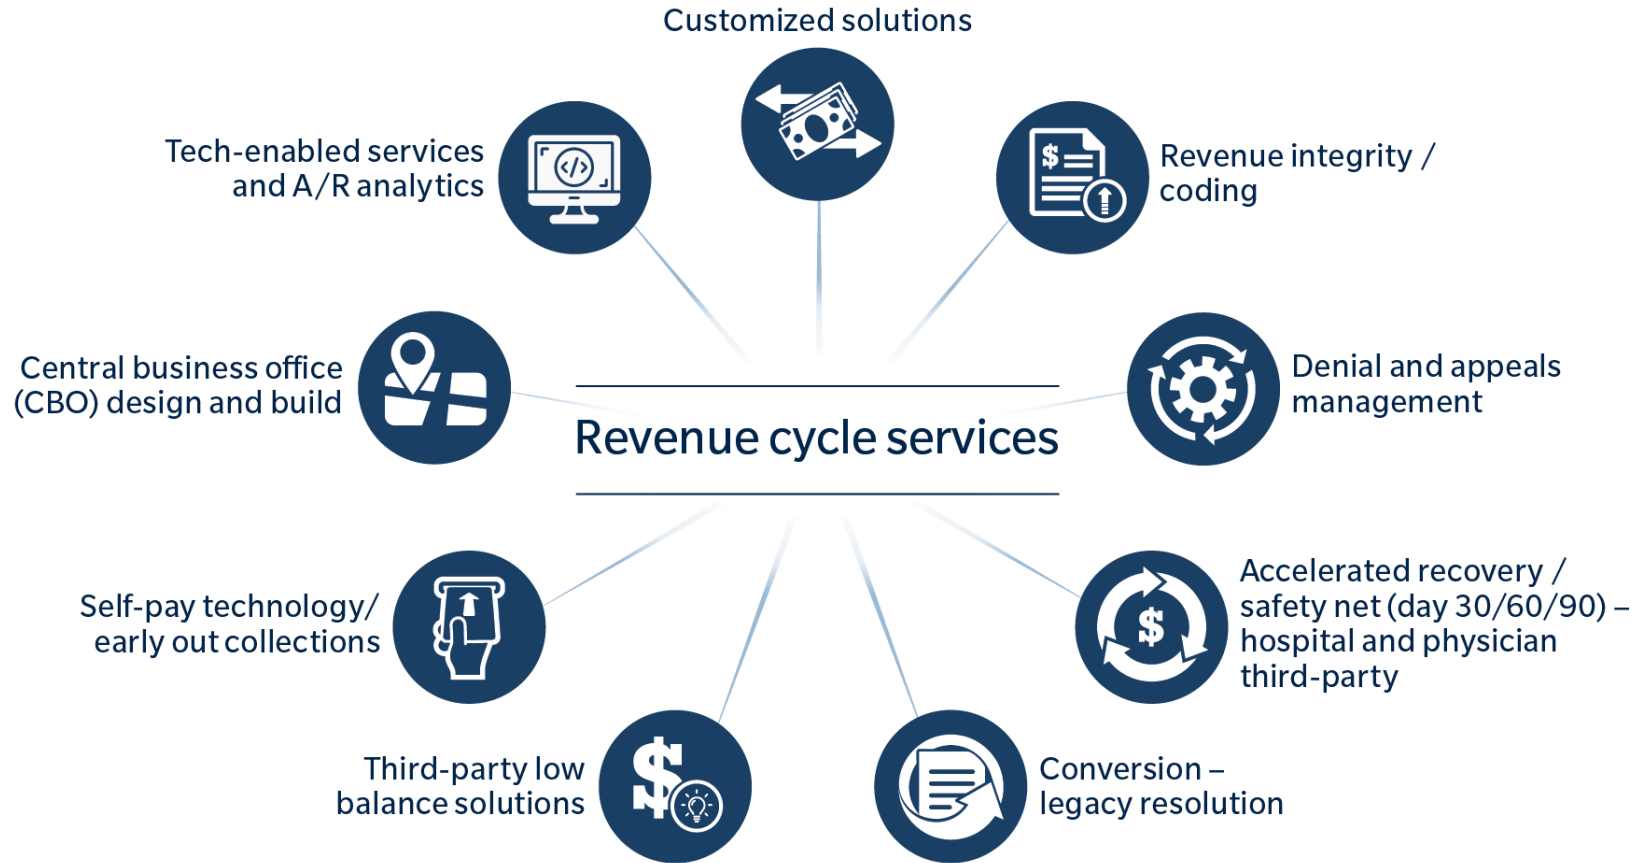 Customized solutions
Tech-enabled services
and A/R analytics
Revenue integrity /
coding
Central business office
(CBO) design and build
Denial and appeals
management
Revenue cycle services
Self-pay technology/
early out collections
Accelerated recovery /
safety net (day 30/60/90) –
hospital and physician
third-party
Third-party low
balance solutions
Conversion –
legacy resolution
$
</>
$
$